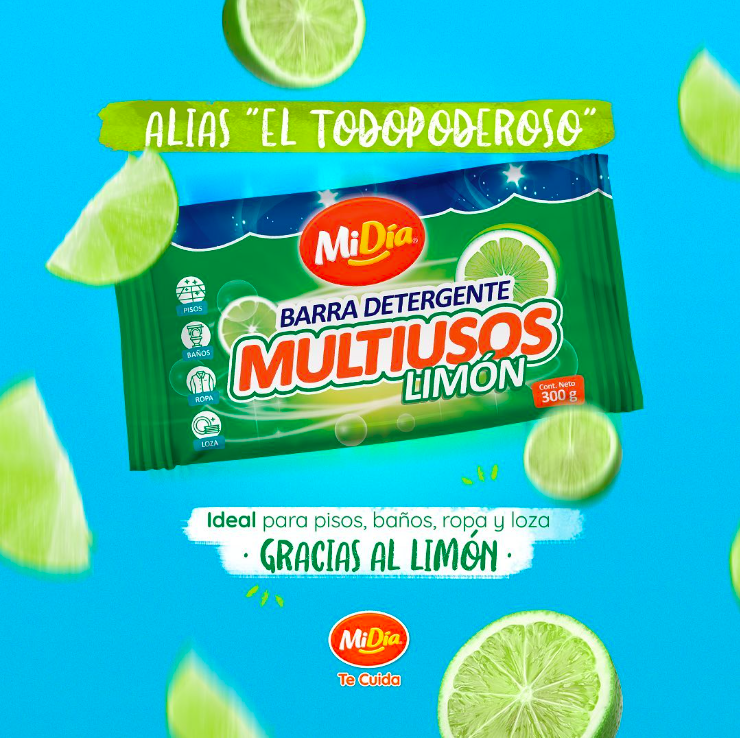 ALIAS "EL TODOPODEROSO"
MiDía®
BARRA DETERGENTE
MULTIUSOS
LIMÓN
PISOS
BAÑOS
ROPA
LOZA
Cont. Neto
300 g
Ideal para pisos, baños, ropa y loza
· GRACIAS AL LIMÓN ·
MiDía
Te Cuida